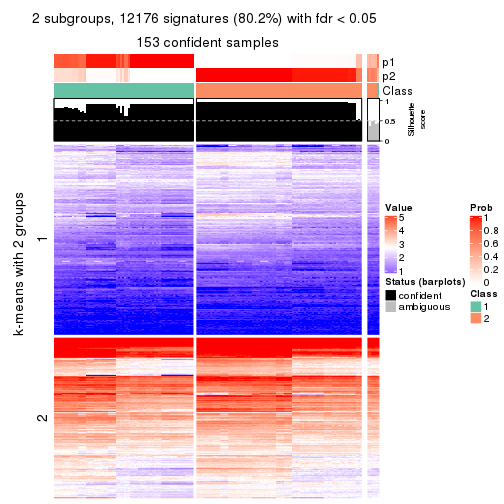 2 subgroups, 12176 signatures (80.2%) with fdr < 0.05
153 confident samples
p1
p2
Class
1
0.5
0
Silhouette
score
k-means with 2 groups
1
2
Value
5
4
3
2
1
Status (barplots)
confident
ambiguous
Prob
1
0.8
0.6
0.4
0.2
0
Class
1
2